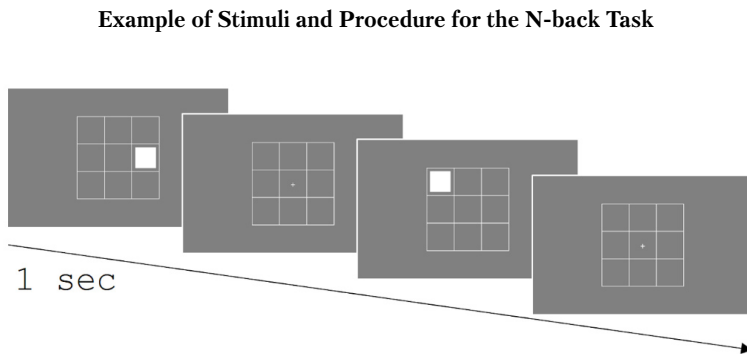 Example of Stimuli and Procedure for the N-back Task
1 sec